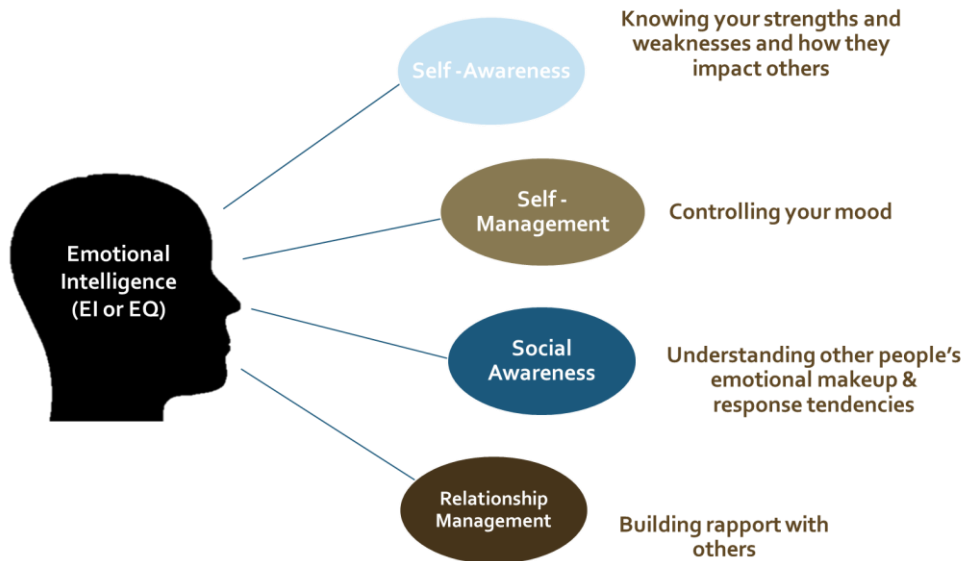 Knowing your strengths and
weaknesses and how they
impact others
Self -Awareness
Self -
Management
Controlling your mood
Emotional
Intelligence
(EI or EQ)
Social
Awareness
Understanding other people’s
emotional makeup &
response tendencies
Relationship
Management
Building rapport with
others